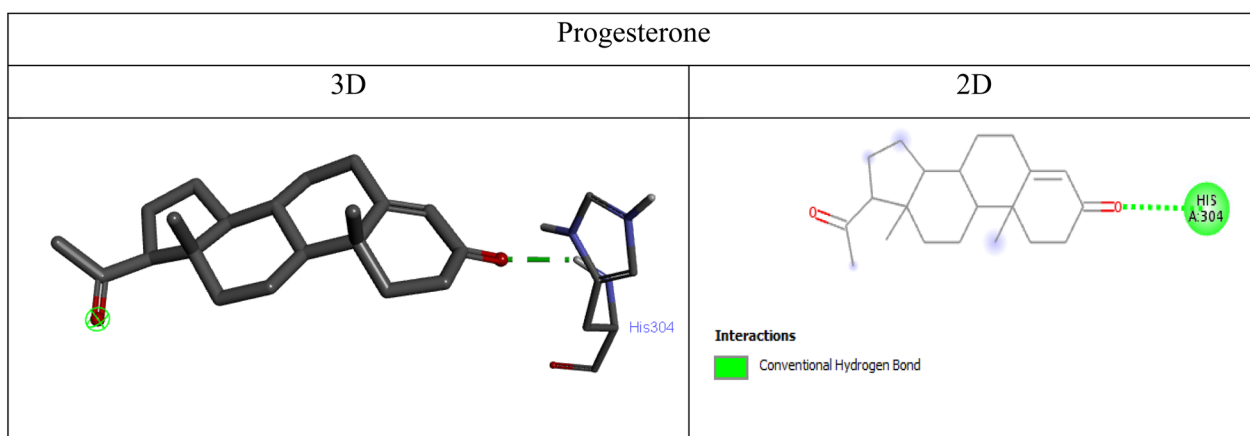 Progesterone
3D
2D
His304
O
O
HIS
A:304
Interactions
Conventional Hydrogen Bond